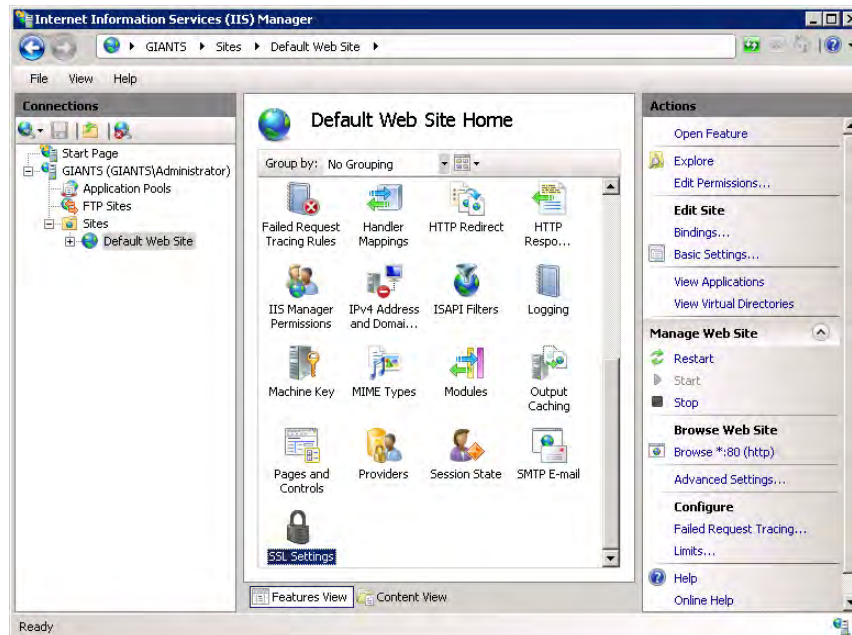 Internet Information Services (IIS) Manager
GIANTS Sites Default Web Site
File View Help
Connections
Start Page
GIANTS (GIANTS\Administrator)
Application Pools
FTP Sites
Sites
Default Web Site
Default Web Site Home
Group by: No Grouping
Failed Request
Tracing Rules
Handler
Mappings
HTTP Redirect
HTTP
Respo...
IIS Manager
Permissions
IPv4 Address
and Domai...
ISAPI Filters
Logging
Machine Key
MIME Types
Modules
Output
Caching
Pages and
Controls
Providers
Session State
SMTP E-mail
SSL Settings
Features View
Content View
Actions
Open Feature
Explore
Edit Permissions...
Edit Site
Bindings...
Basic Settings...
View Applications
View Virtual Directories
Manage Web Site
Restart
Start
Stop
Browse Web Site
Browse *:80 (http)
Advanced Settings...
Configure
Failed Request Tracing...
Limits...
Help
Online Help
Ready